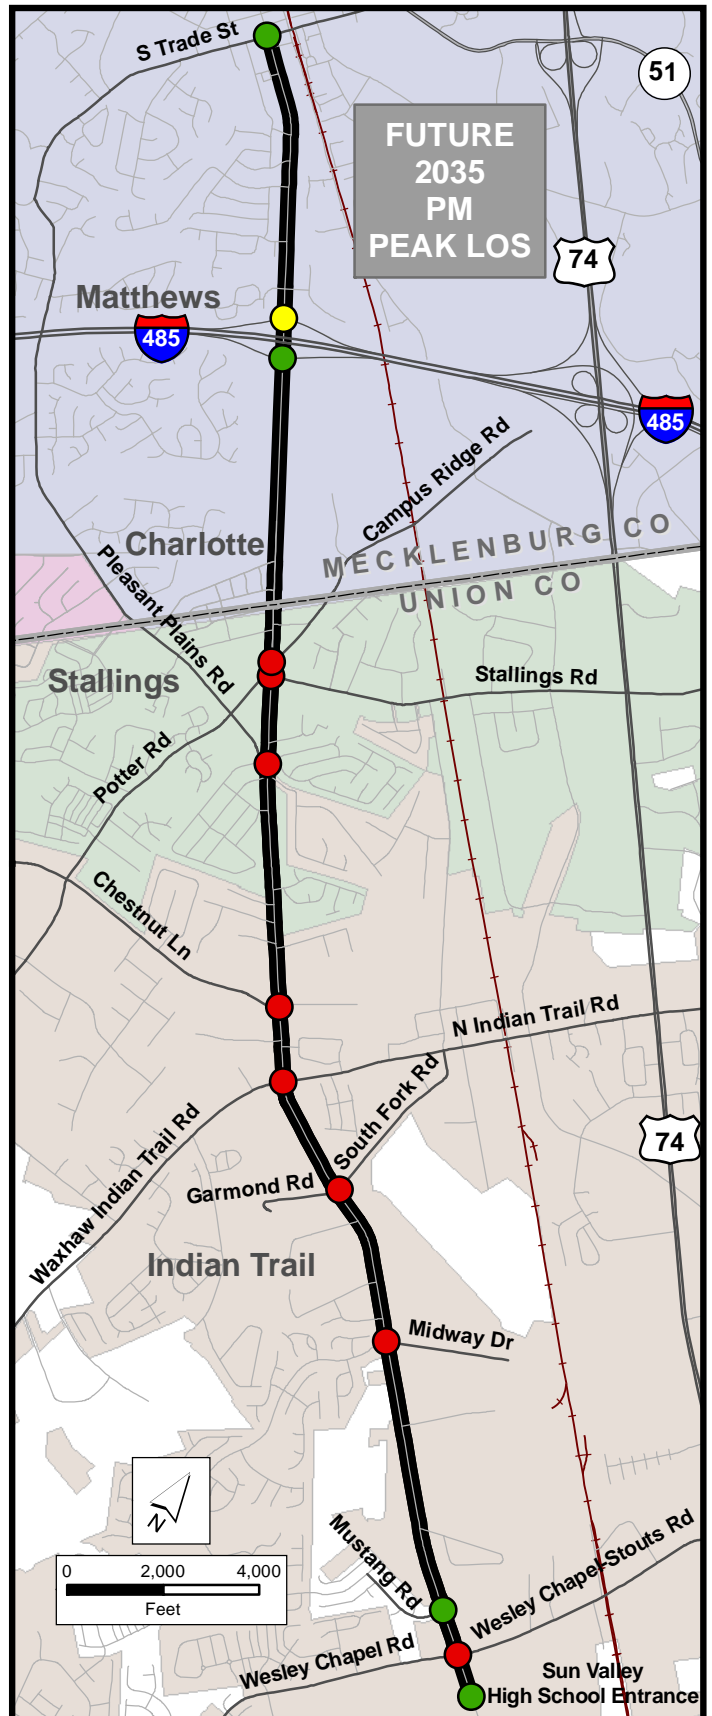 S Trade St
51
FUTURE
2035
PM
PEAK LOS
74
Matthews
485
485
Campus Ridge Rd
Charlotte
MECKLENBURG CO
UNION CO
Pleasant Plains Rd
Stallings
Stallings Rd
Potter Rd
Chestnut Ln
N Indian Trail Rd
South Fork Rd
74
Waxhaw Indian Trail Rd
Garmond Rd
Indian Trail
Midway Dr
N
Mustang Rd
Wesley Chapel-Stouts Rd
0 2,000 4,000
Feet
Wesley Chapel Rd
Sun Valley
High School Entrance